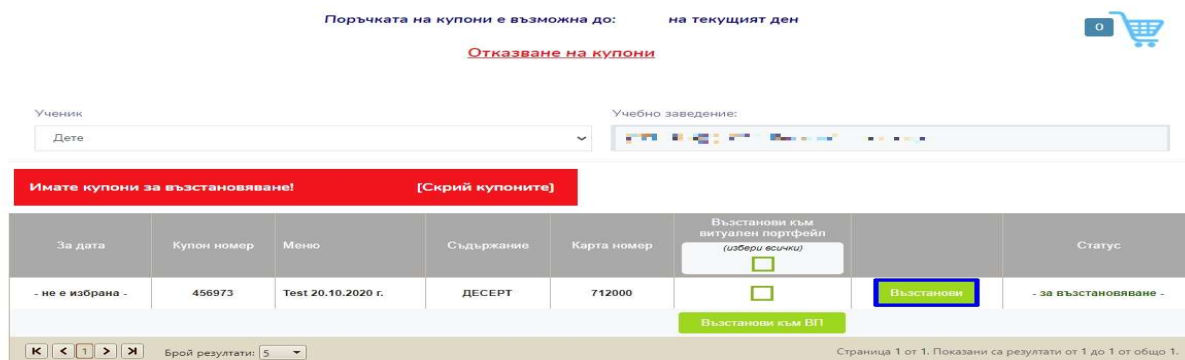 Поръчката на купони е възможна до: на текущият ден
0
Отказване на купони
Ученик Учебно заведение:
Дете
Имате купони за възстановяване! [Скрий купоните]
За дата Купон номер Меню Съдържание Карта номер Възстанови към витуален портфейл (избери всички) Статус
- не е избрана - 456973 Test 20.10.2020 г. ДЕСЕРТ 712000 Възстанови - за възстановяване -
Възстанови към ВП
1 Брой резултати: 5 Страница 1 от 1. Показани са резултати от 1 до 1 от общо 1.